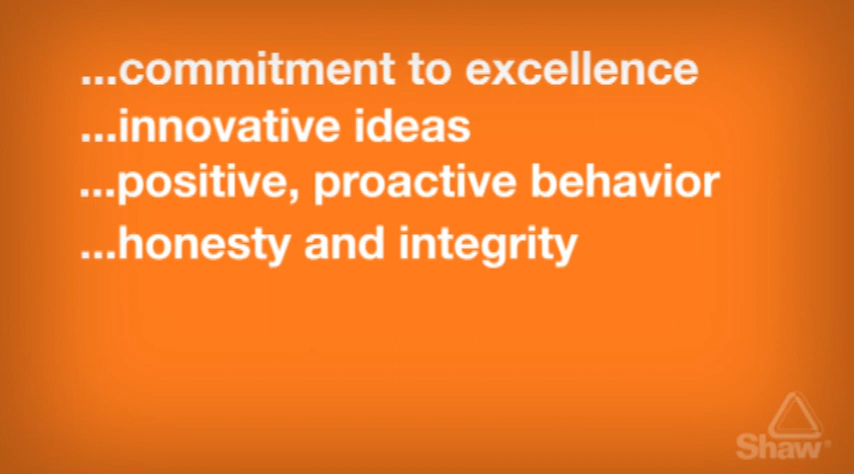 ...commitment to excellence
...innovative ideas
...positive, proactive behavior
...honesty and integrity
Shaw®